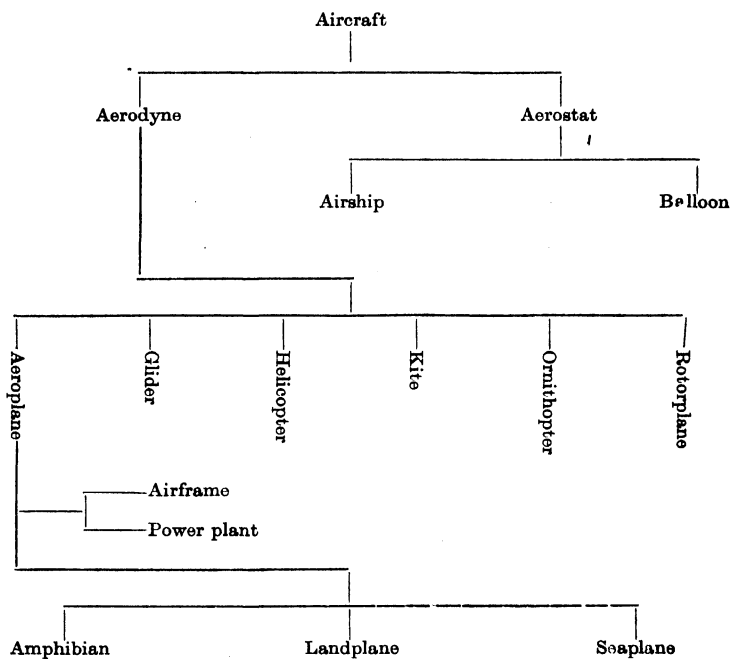 Aircraft
Aerodyne
Aerostat
Airship
Balloon
Aeroplane
Glider
Helicopter
Kite
Ornithopter
Rotorplane
Airframe
Power plant
Amphibian
Landplane
Seaplane